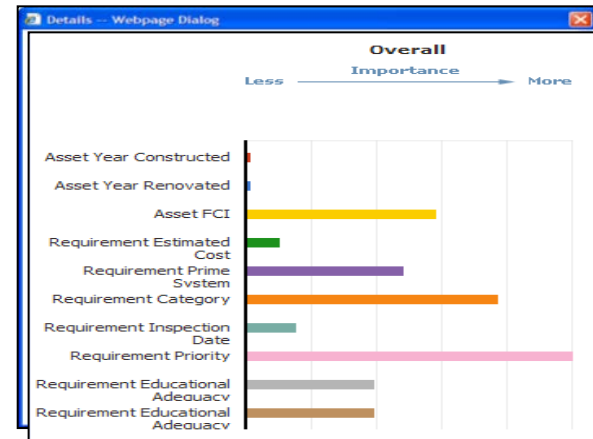 Details -- Webpage Dialog
Overall
Importance
Less
More
Asset Year Constructed
Asset Year Renovated
Asset FCI
Requirement Estimated
Cost
Requirement Prime
System
Requirement Category
Requirement Inspection
Date
Requirement Priority
Requirement Educational
Adequacy
Requirement Educational
Adequacy